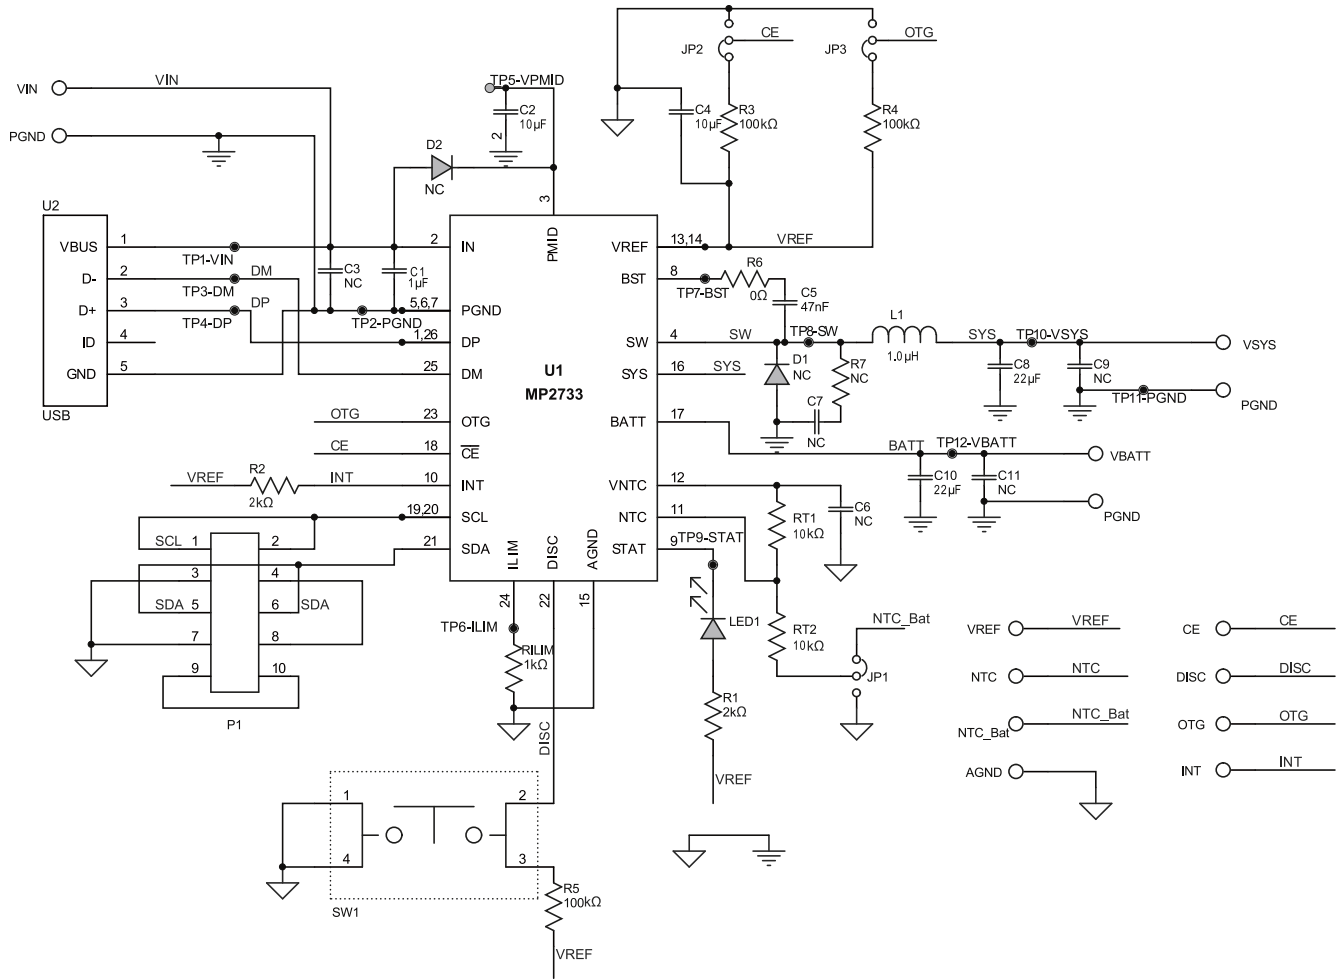 CE
OTG
JP2
JP3
TP5-VPMID
VIN
VIN
C2
10µF
2
C4
10µF
R3
100kΩ
R4
100kΩ
PGND
D2
NC
3
U2
VBUS
1
TP1-VIN
2
IN
PMID
VREF
13,14
VREF
D-
2
DM
TP3-DM
C3
NC
C1
1µF
BST
8
TP7-BST
R6
0Ω
C5
47nF
D+
3
DP
TP4-DP
TP2-PGND
5,6,7
PGND
L1
1.0µH
ID
4
1,26
DP
SW
4
SW
TP8-SW
SYS
TP10-VSYS
VSYS
GND
5
25
DM
U1
MP2733
SYS
16
SYS
D1
NC
R7
NC
C8
22µF
C9
NC
TP11-PGND
PGND
USB
OTG
23
OTG
BATT
17
C7
NC
CE
18
CE
BATT
TP12-VBATT
VBATT
VREF
R2
2kΩ
INT
10
INT
VNTC
12
C10
22µF
C11
NC
PGND
19,20
SCL
NTC
11
RT1
10kΩ
C6
NC
SCL
1
2
21
SDA
ILIM
DISC
AGND
STAT
9
TP9-STAT
3
4
SDA
5
6
SDA
24
22
15
7
8
TP6-ILIM
LED1
RT2
10kΩ
NTC_Bat
JP1
9
10
P1
RILIM
1kΩ
R1
2kΩ
VREF
VREF
CE
CE
NTC
NTC
DISC
DISC
NTC_Bat
NTC_Bat
OTG
OTG
AGND
INT
INT
DISC
VREF
1
2
4
3
SW1
R5
100kΩ
VREF